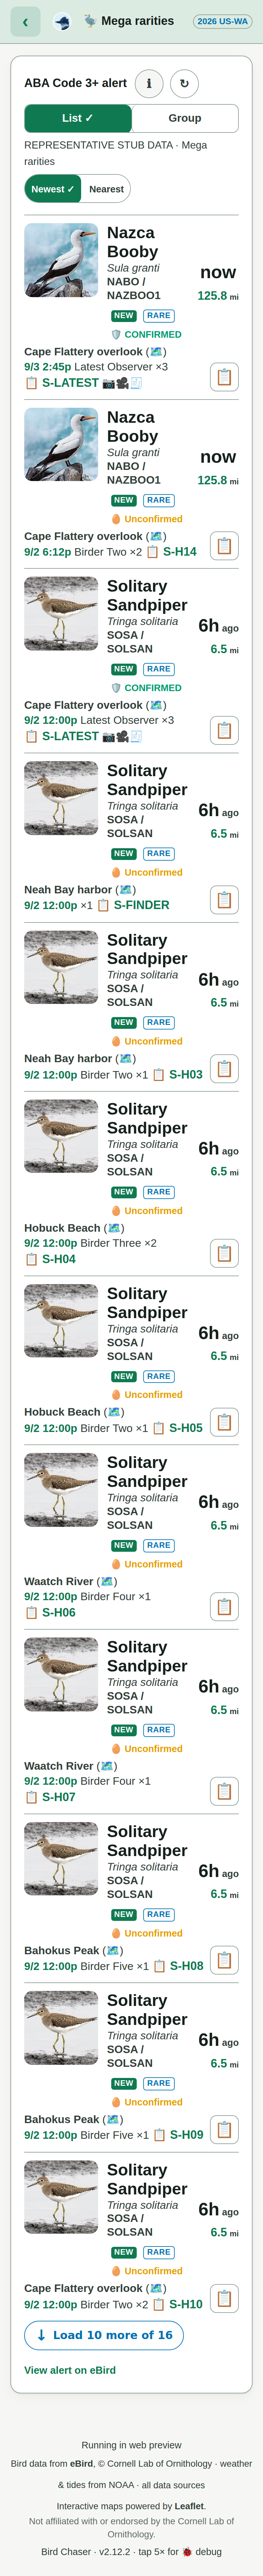 ‹ Mega rarities 2026 US-WA
ABA Code 3+ alert ℹ ↻
List ✓ Group
REPRESENTATIVE STUB DATA · Mega
rarities
Newest ✓ Nearest
Nazca
Booby
Sula granti
NABO /
NAZBOO1
now
125.8 mi
NEW RARE
CONFIRMED
Cape Flattery overlook ()
9/3 2:45p Latest Observer ×3
S-LATEST
Nazca
Booby
Sula granti
NABO /
NAZBOO1
now
125.8 mi
NEW RARE
Unconfirmed
Cape Flattery overlook ()
9/2 6:12p Birder Two ×2 S-H14
Solitary
Sandpiper
Tringa solitaria
SOSA /
SOLSAN
6h ago
6.5 mi
NEW RARE
CONFIRMED
Cape Flattery overlook ()
9/2 12:00p Latest Observer ×3
S-LATEST
Solitary
Sandpiper
Tringa solitaria
SOSA /
SOLSAN
6h ago
6.5 mi
NEW RARE
Unconfirmed
Neah Bay harbor ()
9/2 12:00p ×1 S-FINDER
Solitary
Sandpiper
Tringa solitaria
SOSA /
SOLSAN
6h ago
6.5 mi
NEW RARE
Unconfirmed
Neah Bay harbor ()
9/2 12:00p Birder Two ×1 S-H03
Solitary
Sandpiper
Tringa solitaria
SOSA /
SOLSAN
6h ago
6.5 mi
NEW RARE
Unconfirmed
Hobuck Beach ()
9/2 12:00p Birder Three ×2
S-H04
Solitary
Sandpiper
Tringa solitaria
SOSA /
SOLSAN
6h ago
6.5 mi
NEW RARE
Unconfirmed
Hobuck Beach ()
9/2 12:00p Birder Two ×1 S-H05
Solitary
Sandpiper
Tringa solitaria
SOSA /
SOLSAN
6h ago
6.5 mi
NEW RARE
Unconfirmed
Waatch River ()
9/2 12:00p Birder Four ×1
S-H06
Solitary
Sandpiper
Tringa solitaria
SOSA /
SOLSAN
6h ago
6.5 mi
NEW RARE
Unconfirmed
Waatch River ()
9/2 12:00p Birder Four ×1
S-H07
Solitary
Sandpiper
Tringa solitaria
SOSA /
SOLSAN
6h ago
6.5 mi
NEW RARE
Unconfirmed
Bahokus Peak ()
9/2 12:00p Birder Five ×1 S-H08
Solitary
Sandpiper
Tringa solitaria
SOSA /
SOLSAN
6h ago
6.5 mi
NEW RARE
Unconfirmed
Bahokus Peak ()
9/2 12:00p Birder Five ×1 S-H09
Solitary
Sandpiper
Tringa solitaria
SOSA /
SOLSAN
6h ago
6.5 mi
NEW RARE
Unconfirmed
Cape Flattery overlook ()
9/2 12:00p Birder Two ×2 S-H10
↓ Load 10 more of 16
View alert on eBird
Running in web preview
Bird data from eBird, © Cornell Lab of Ornithology · weather
& tides from NOAA · all data sources
Interactive maps powered by Leaflet.
Not affiliated with or endorsed by the Cornell Lab of
Ornithology.
Bird Chaser · v2.12.2 · tap 5× for 🐞 debug